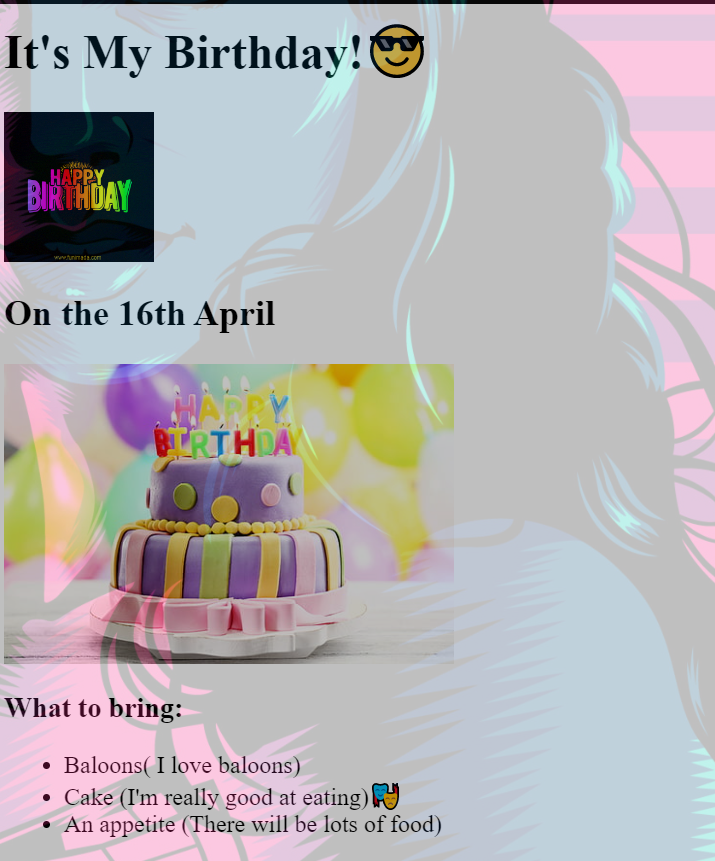 It's My Birthday!😎
HAPPY
BIRTHDAY
www.funimada.com
On the 16th April
HAPPY
BIRTHDAY
What to bring:
• Baloons( I love baloons)
• Cake (I'm really good at eating)🎭
• An appetite (There will be lots of food)